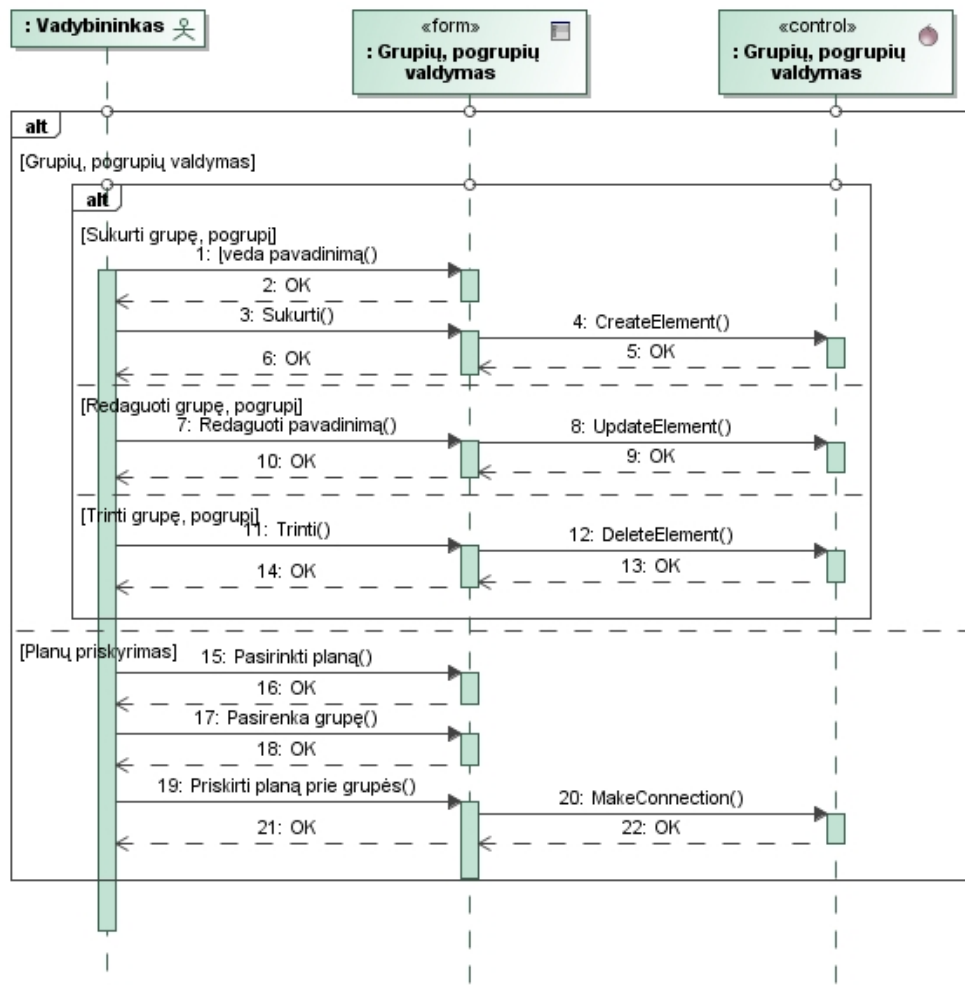 : Vadybininkas
«form»
: Grupių, pogrupių
valdymas
«control»
: Grupių, pogrupių
valdymas
alt
[Grupių, pogrupių valdymas]
alt
[Sukurti grupę, pogrupį]
1: Įveda pavadinimą()
2: OK
3: Sukurti()
4: CreateElement()
5: OK
6: OK
[Redaguoti grupę, pogrupį]
7: Redaguoti pavadinimą()
8: UpdateElement()
9: OK
10: OK
[Trinti grupę, pogrupį]
11: Trinti()
12: DeleteElement()
13: OK
14: OK
[Planų priskyrimas]
15: Pasirinkti planą()
16: OK
17: Pasirenka grupę()
18: OK
19: Priskirti planą prie grupės()
20: MakeConnection()
21: OK
22: OK